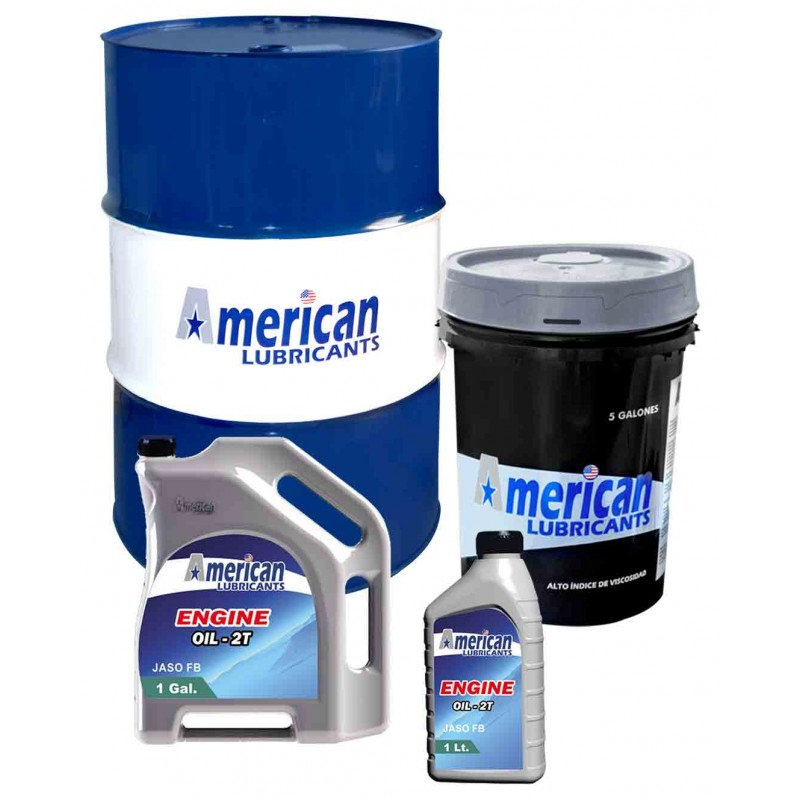 American
LUBRICANTS
5 GALONES
American
LUBRICANTS
ALTO ÍNDICE DE VISCOSIDAD
American
American
LUBRICANTS
ENGINE
OIL - 2T
JASO FB
1 Gal.
American
LUBRICANTS
ENGINE
OIL - 2T
JASO FB
1 Lt.